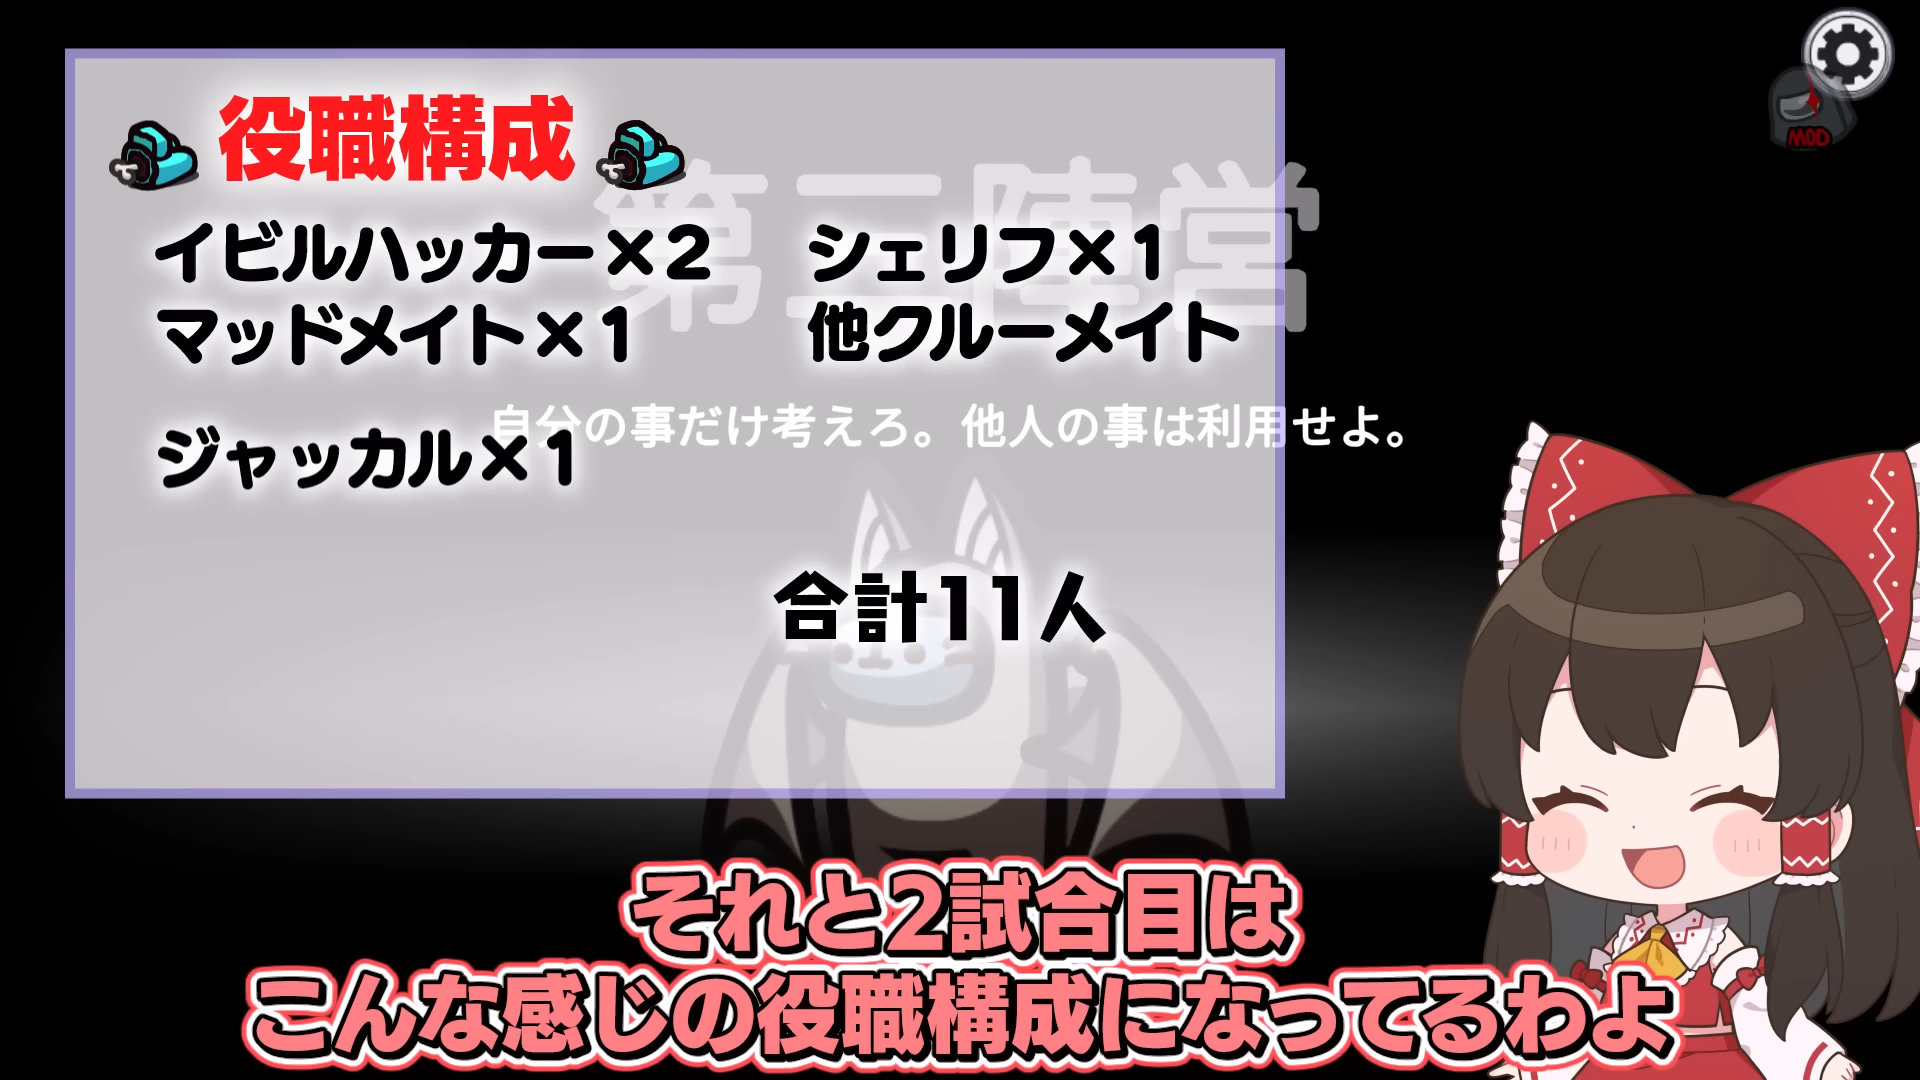 役職構成
イビルハッカー×2
シェリフ×1
マッドメイト×1
他クルーメイト
ジャッカル×1
合計11人
第三陣営
自分の事だけ考えろ。他人の事は利用せよ。
MOD
それと2試合目は
こんな感じの役職構成になってるわよ